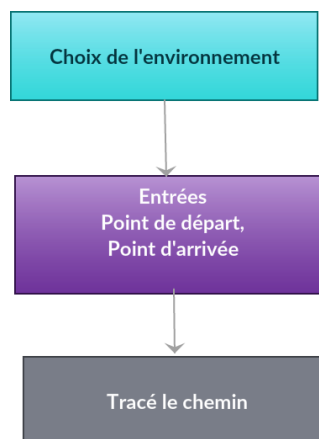 Choix de l'environnement
Entrées
Point de départ,
Point d'arrivée
Tracé le chemin